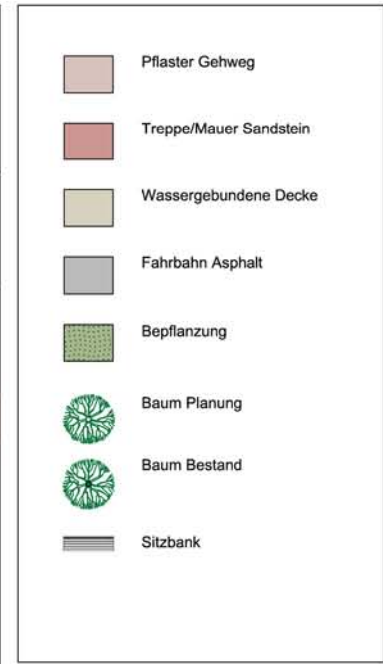 Pflaster Gehweg
Treppe/Mauer Sandstein
Wassergebundene Decke
Fahrbahn Asphalt
Bepflanzung
Baum Planung
Baum Bestand
Sitzbank